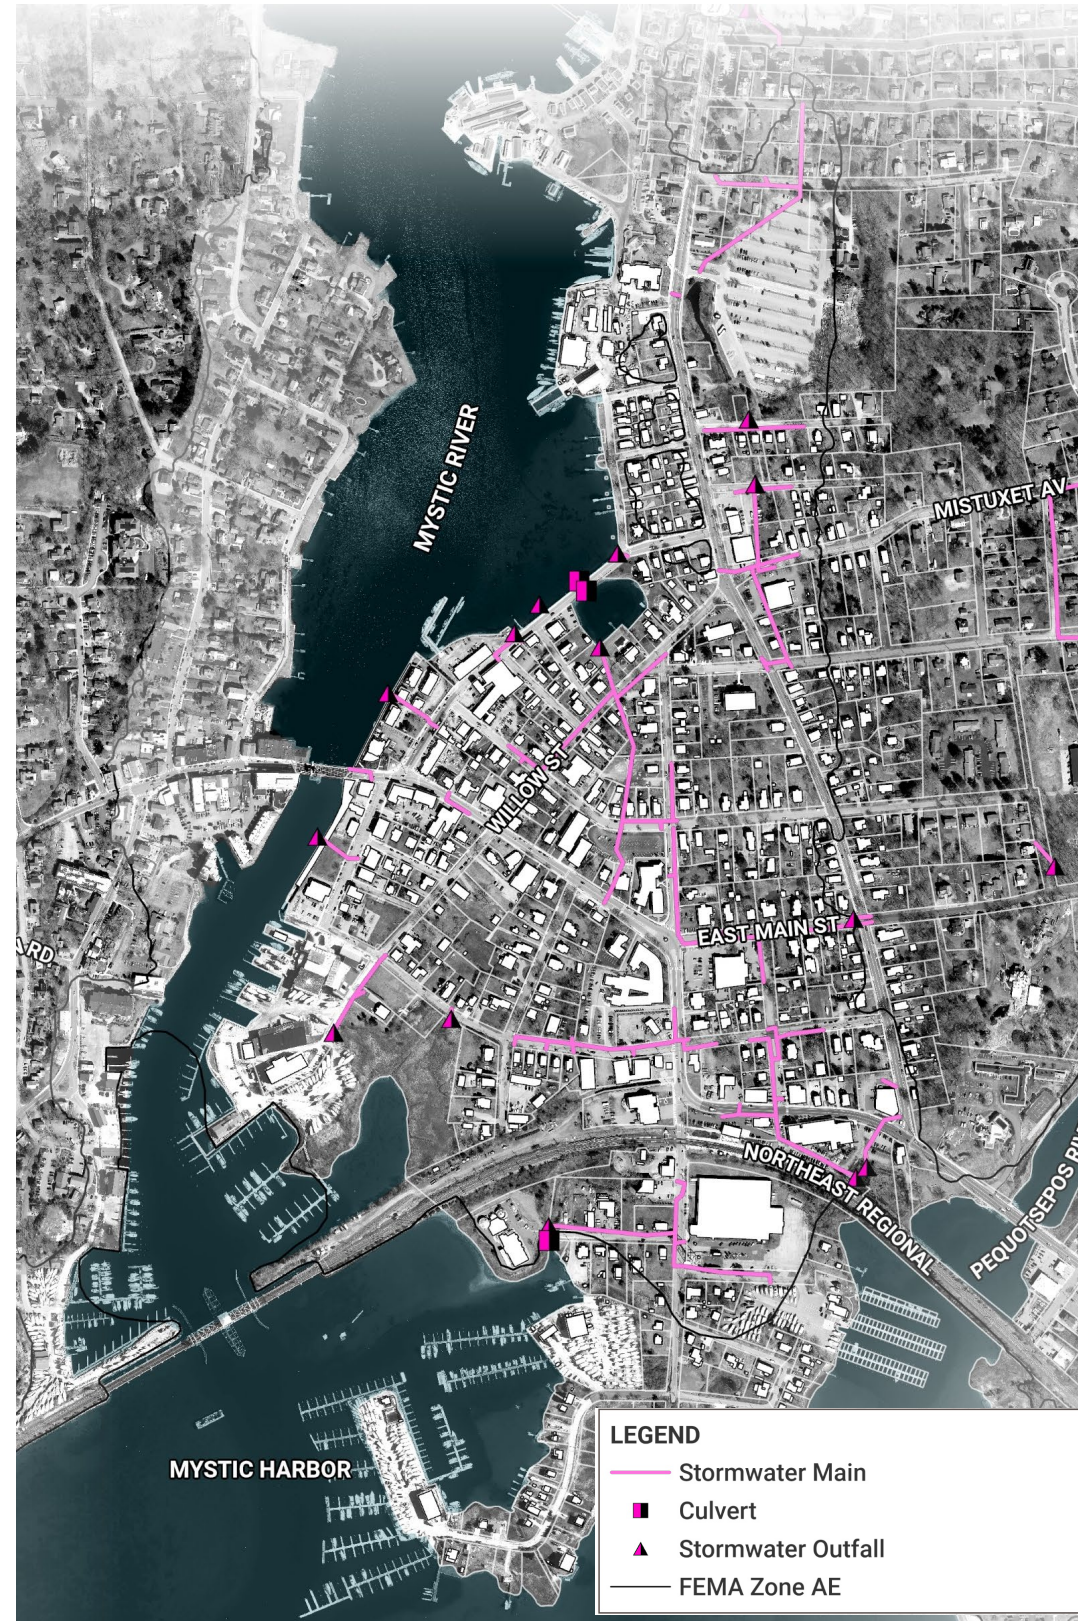 MYSTIC RIVER
MISTUXET AV
WILLOW ST
EAST MAIN ST
RD
NORTHEAST REGIONAL
PEQUOTSEPOS RI
MYSTIC HARBOR
LEGEND
Stormwater Main
Culvert
Stormwater Outfall
FEMA Zone AE